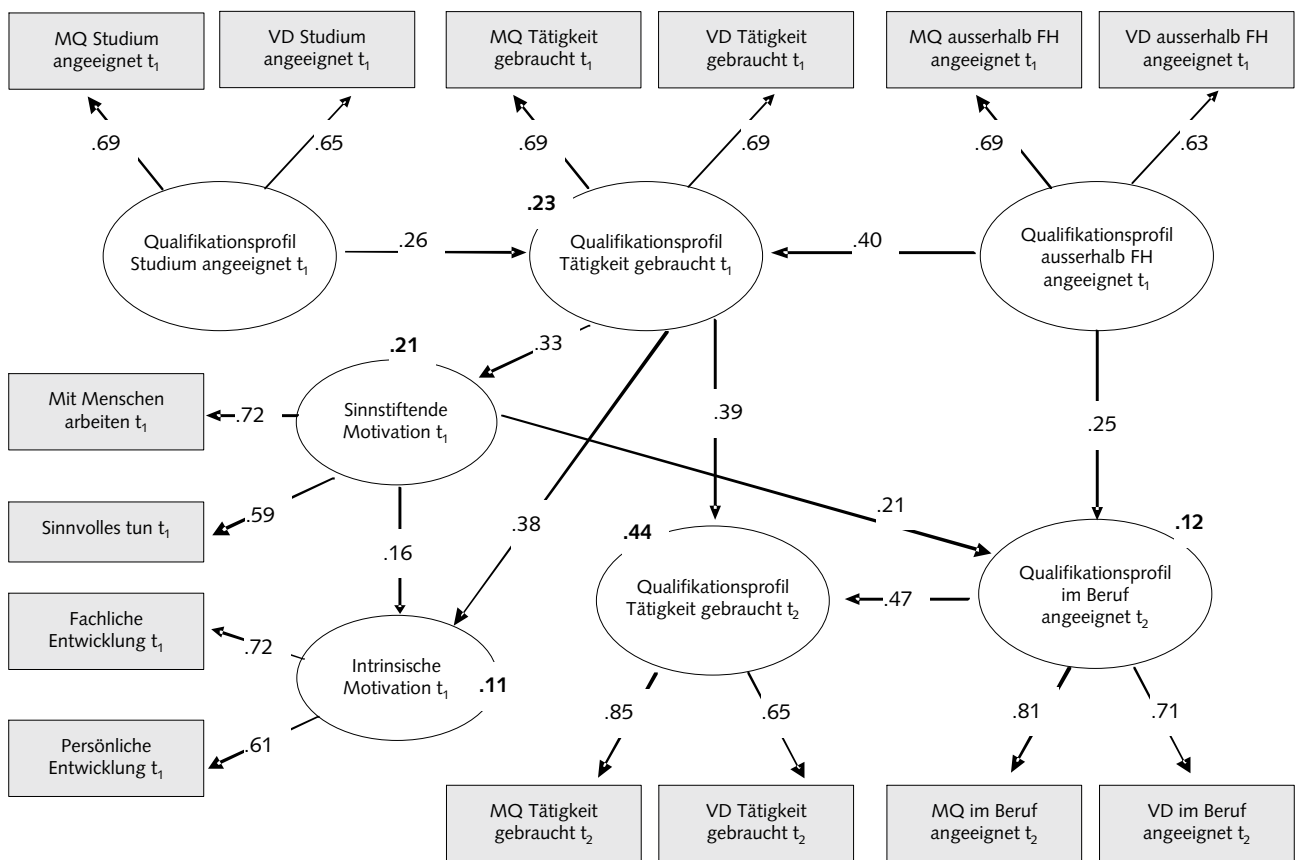 MQ Studium
angeeignet t1
VD Studium
angeeignet t1
MQ Tätigkeit
gebraucht t1
VD Tätigkeit
gebraucht t1
MQ ausserhalb FH
angeeignet t1
VD ausserhalb FH
angeeignet t1
.69
.65
.69
.69
.69
.63
Qualifikationsprofil
Studium angeeignet t1
.26
.23
Qualifikationsprofil
Tätigkeit gebraucht t1
.40
Qualifikationsprofil
ausserhalb FH
angeeignet t1
.33
.21
Mit Menschen
arbeiten t1
.72
Sinnstiftende
Motivation t1
.39
.25
Sinnvolles tun t1
.59
.16
.38
.21
.44
Qualifikationsprofil
Tätigkeit gebraucht t2
.47
.12
Qualifikationsprofil
im Beruf
angeeignet t2
Fachliche
Entwicklung t1
.72
Intrinsische
Motivation t1
.11
Persönliche
Entwicklung t1
.61
.85
.65
.81
.71
MQ Tätigkeit
gebraucht t2
VD Tätigkeit
gebraucht t2
MQ im Beruf
angeeignet t2
VD im Beruf
angeeignet t2